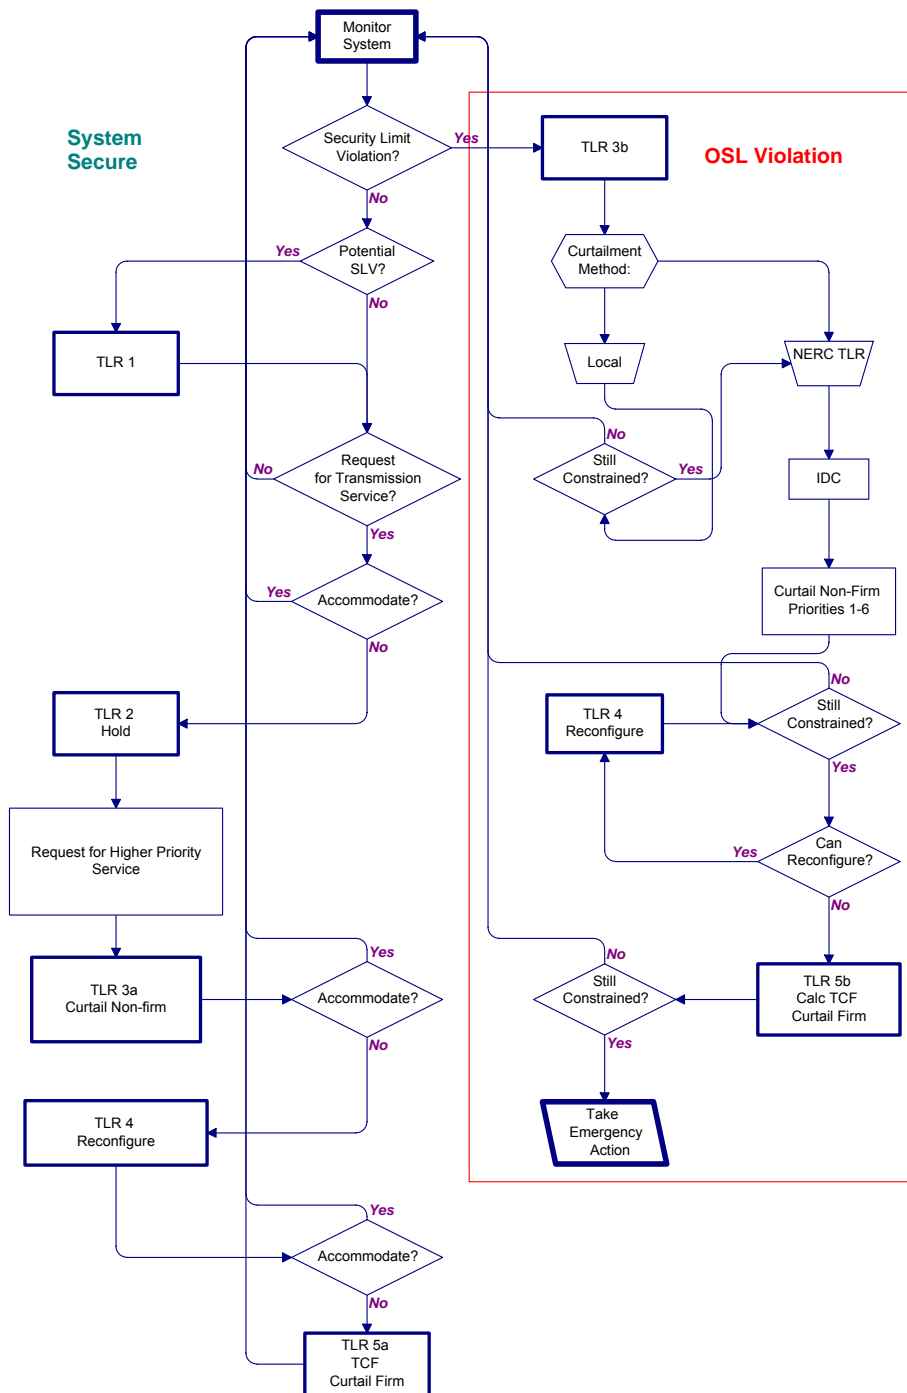 Monitor
System
System
Secure
Security Limit
Violation?
Yes
No
TLR 3b
OSL Violation
Potential
SLV?
Yes
No
Curtailment
Method:
TLR 1
Local
NERC TLR
Request
for Transmission
Service?
No
Yes
Still
Constrained?
No
Yes
IDC
Accommodate?
Yes
No
Curtail Non-Firm
Priorities 1-6
TLR 2
Hold
TLR 4
Reconfigure
Still
Constrained?
No
Yes
Request for Higher Priority
Service
Can
Reconfigure?
Yes
No
TLR 3a
Curtail Non-firm
Accommodate?
Yes
No
Still
Constrained?
No
Yes
TLR 5b
Calc TCF
Curtail Firm
TLR 4
Reconfigure
Take
Emergency
Action
Accommodate?
Yes
No
TLR 5a
TCF
Curtail Firm